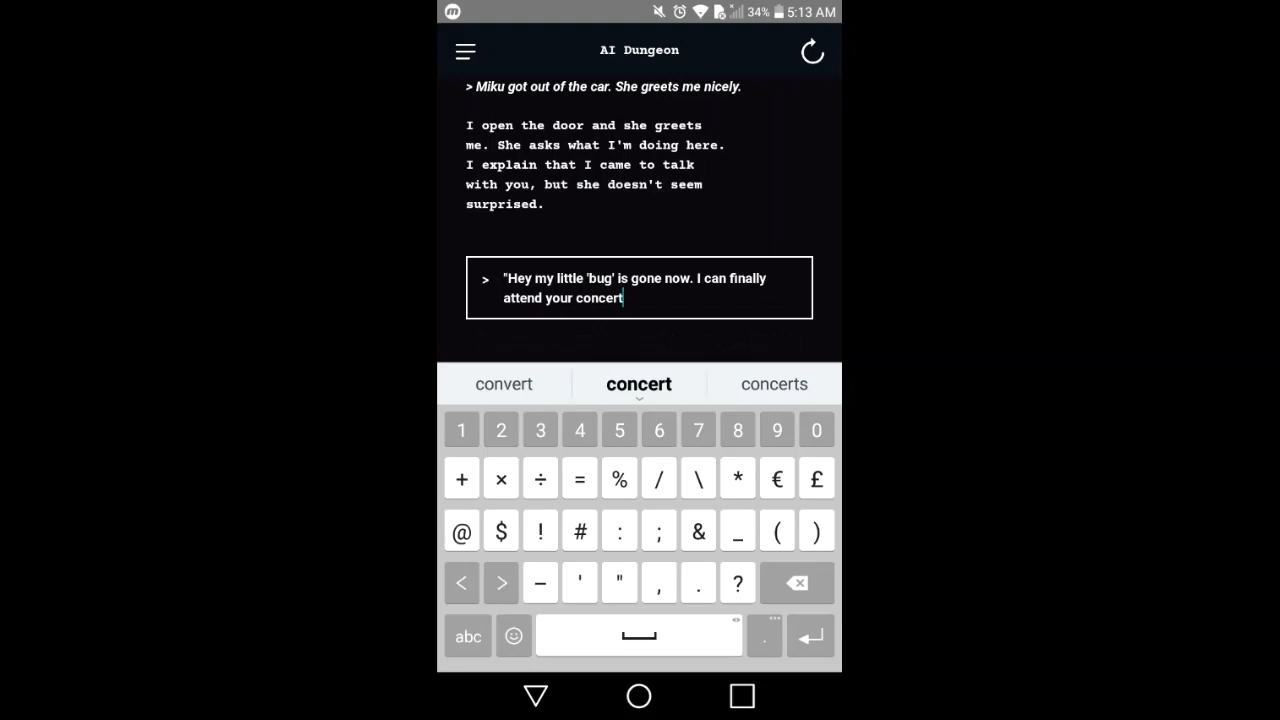 34% 5:13 AM
AI Dungeon
> Miku got out of the car. She greets me nicely.
I open the door and she greets
me. She asks what I'm doing here.
I explain that I came to talk
with you, but she doesn't seem
surprised.
> "Hey my little 'bug' is gone now. I can finally
attend your concert
convert concert concerts
1 2 3 4 5 6 7 8 9 0
+ × ÷ = % / \ * € £
@ $ ! # : ; & _ ( )
< > – ' " , . ?
abc .